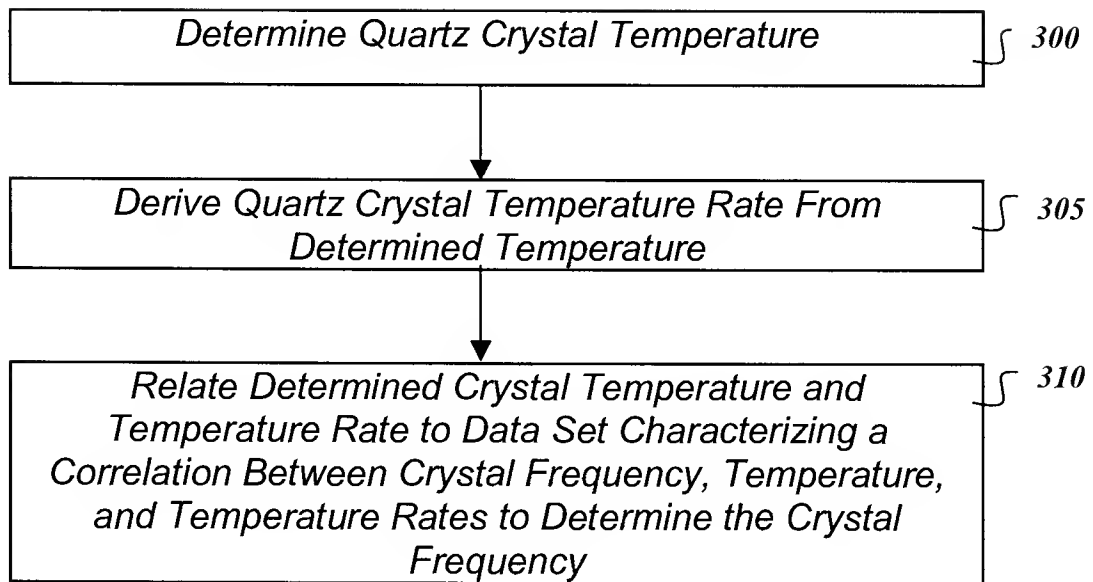 Determine Quartz Crystal Temperature
300
Derive Quartz Crystal Temperature Rate From
Determined Temperature
305
Relate Determined Crystal Temperature and
Temperature Rate to Data Set Characterizing a
Correlation Between Crystal Frequency, Temperature,
and Temperature Rates to Determine the Crystal
Frequency
310